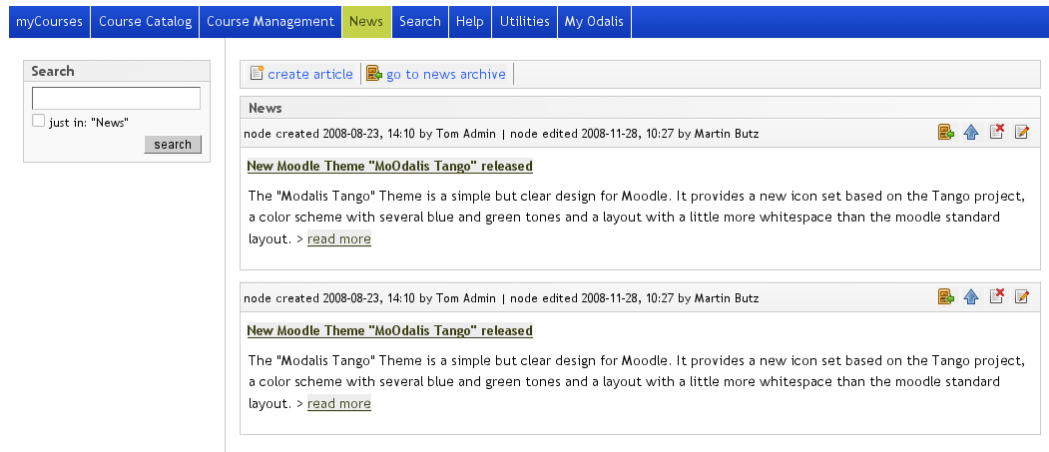 myCourses Course Catalog Course Management News Search Help Utilities My Odalis
Search
just in: "News"
search
create article go to news archive
News
node created 2008-08-23, 14:10 by Tom Admin | node edited 2008-11-28, 10:27 by Martin Butz
New Moodle Theme "MoOdalis Tango" released
The "Modalis Tango" Theme is a simple but clear design for Moodle. It provides a new icon set based on the Tango project,
a color scheme with several blue and green tones and a layout with a little more whitespace than the moodle standard
layout. > read more
node created 2008-08-23, 14:10 by Tom Admin | node edited 2008-11-28, 10:27 by Martin Butz
New Moodle Theme "MoOdalis Tango" released
The "Modalis Tango" Theme is a simple but clear design for Moodle. It provides a new icon set based on the Tango project,
a color scheme with several blue and green tones and a layout with a little more whitespace than the moodle standard
layout. > read more